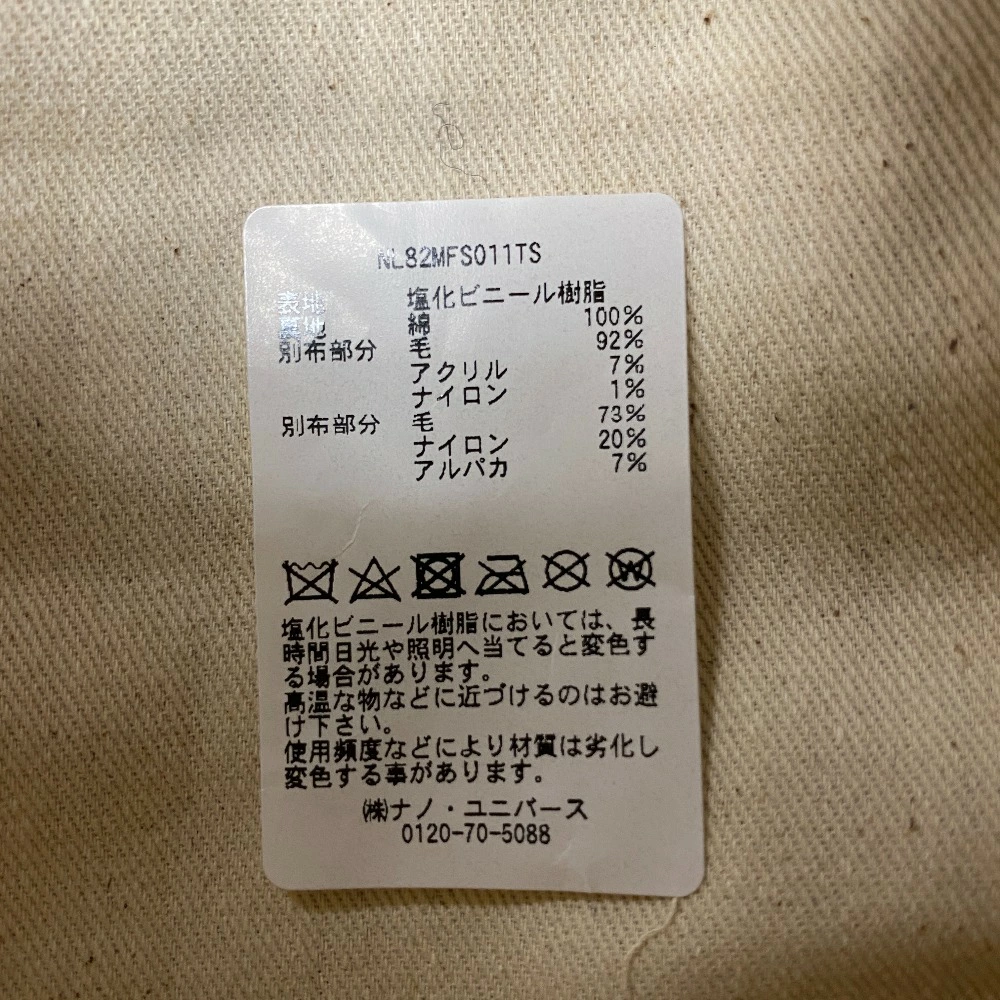 NL82MFS011TS
表地 塩化ビニール樹脂
裏地 綿 100%
別布部分 毛 92%
アクリル 7%
ナイロン 1%
別布部分 毛 73%
ナイロン 20%
アルパカ 7%
W
塩化ビニール樹脂においては、長
時間日光や照明へ当てると変色す
る場合があります。
高温な物などに近づけるのはお避
け下さい。
使用頻度などにより材質は劣化し
変色する事があります。
㈱ナノ・ユニバース
0120-70-5088